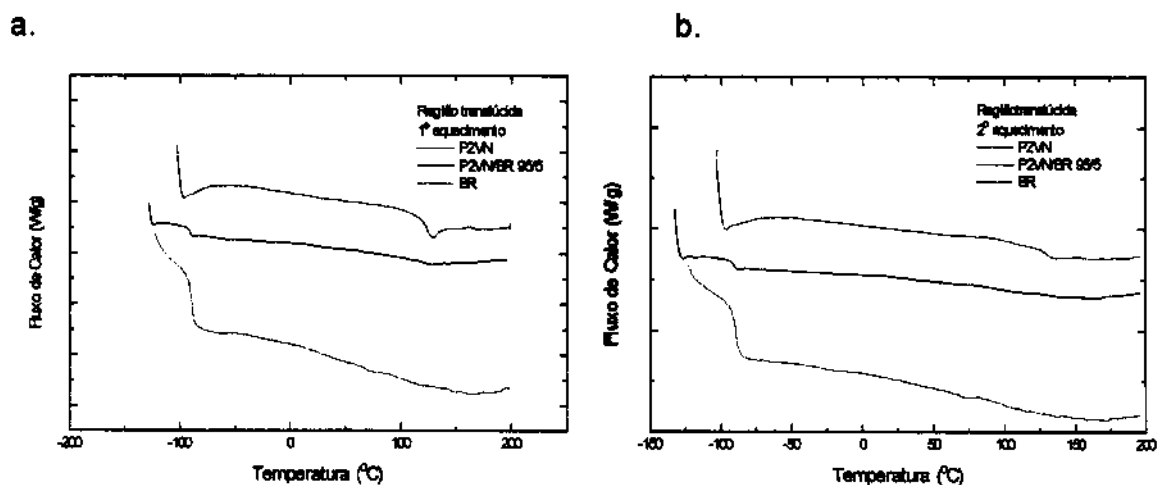 a.
Região translúcida
1º aquecimento
P2VN
P2VN/BR 95/5
BR
Fluxo de Calor (W/g)
-200 -100 0 100 200
Temperatura (ºC)
b.
Região translúcida
2º aquecimento
P2VN
P2VN/BR 95/5
BR
Fluxo de Calor (W/g)
-150 -100 -50 0 50 100 150 200
Temperatura (ºC)